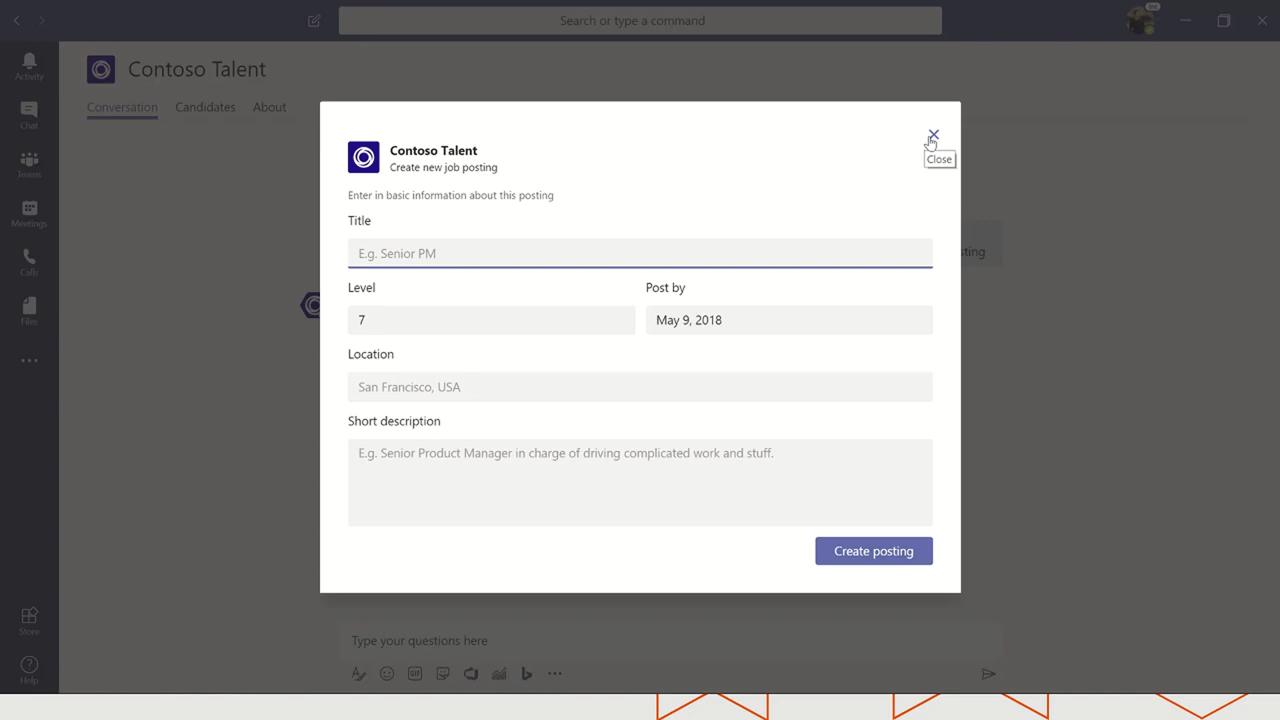 Search or type a command
Activity
Chat
Teams
Meetings
Calls
Files
Store
Help
Contoso Talent
Conversation
Candidates
About
Contoso Talent
Create new job posting
Close
Enter in basic information about this posting
Title
E.g. Senior PM
Level
Post by
7
May 9, 2018
Location
San Francisco, USA
Short description
E.g. Senior Product Manager in charge of driving complicated work and stuff.
Create posting
sting
Type your questions here
GIF